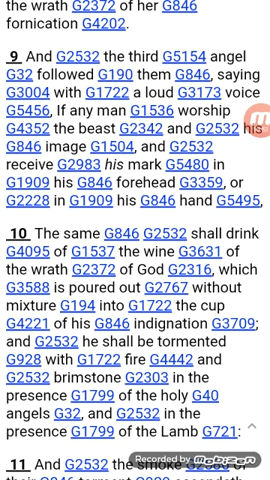 the wrath G2372 of her G846
fornication G4202.
9 And G2532 the third G5154 angel
G32 followed G190 them G846, saying
G3004 with G1722 a loud G3173 voice
G5456, If any man G1536 worship
G4352 the beast G2342 and G2532 his
G846 image G1504, and G2532
receive G2983 his mark G5480 in
G1909 his G846 forehead G3359, or
G2228 in G1909 his G846 hand G5495,
10 The same G846 G2532 shall drink
G4095 of G1537 the wine G3631 of
the wrath G2372 of God G2316, which
G3588 is poured out G2767 without
mixture G194 into G1722 the cup
G4221 of his G846 indignation G3709;
and G2532 he shall be tormented
G928 with G1722 fire G4442 and
G2532 brimstone G2303 in the
presence G1799 of the holy G40
angels G32, and G2532 in the
presence G1799 of the Lamb G721:
Recorded by Mobizen
11 And G2532 the smoke of